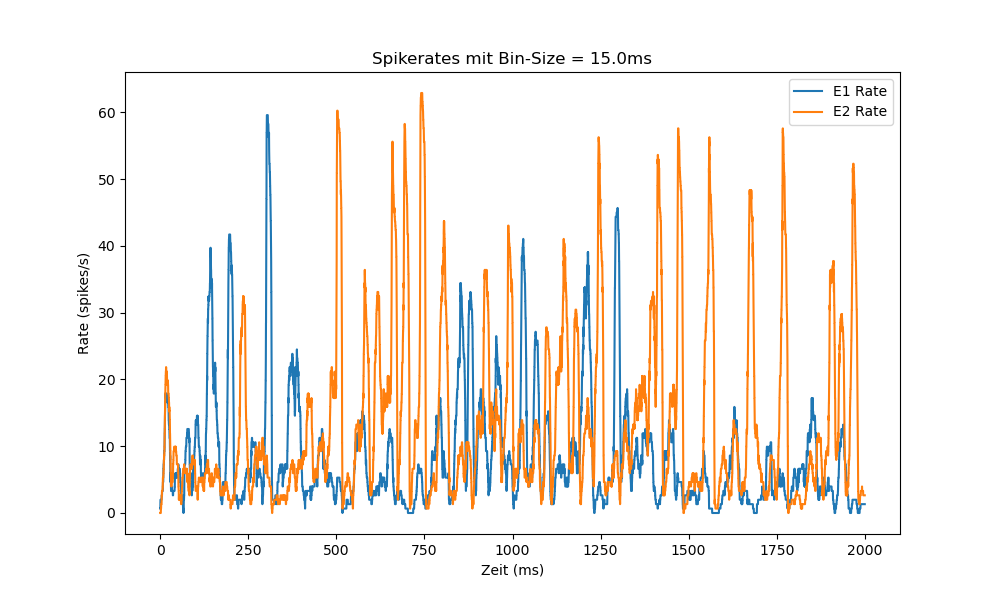 Spikerates mit Bin-Size = 15.0ms
E1 Rate
E2 Rate
60
50
40
30
20
10
0
Rate (spikes/s)
0 250 500 750 1000 1250 1500 1750 2000
Zeit (ms)